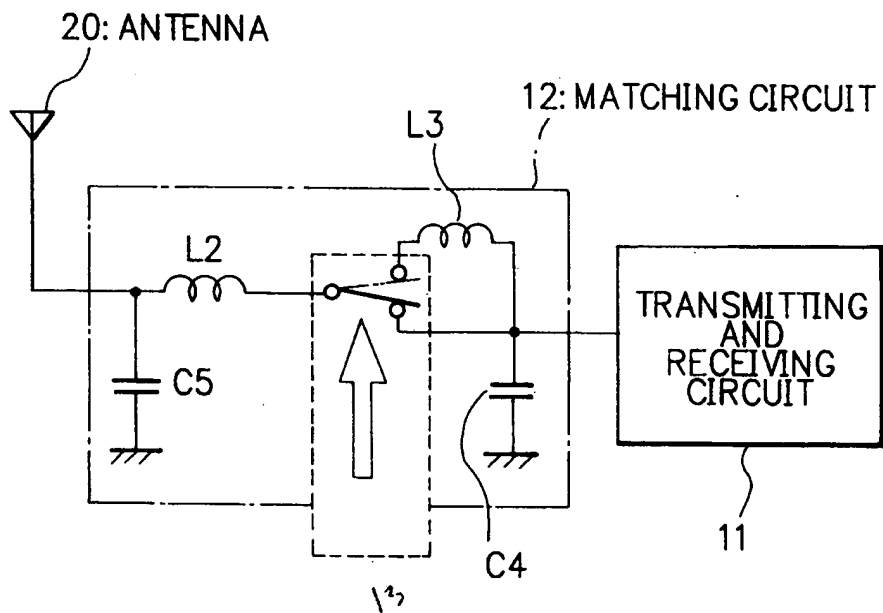 20: ANTENNA
12: MATCHING CIRCUIT
L3
L2
C5
TRANSMITTING
AND
RECEIVING
CIRCUIT
C4
11